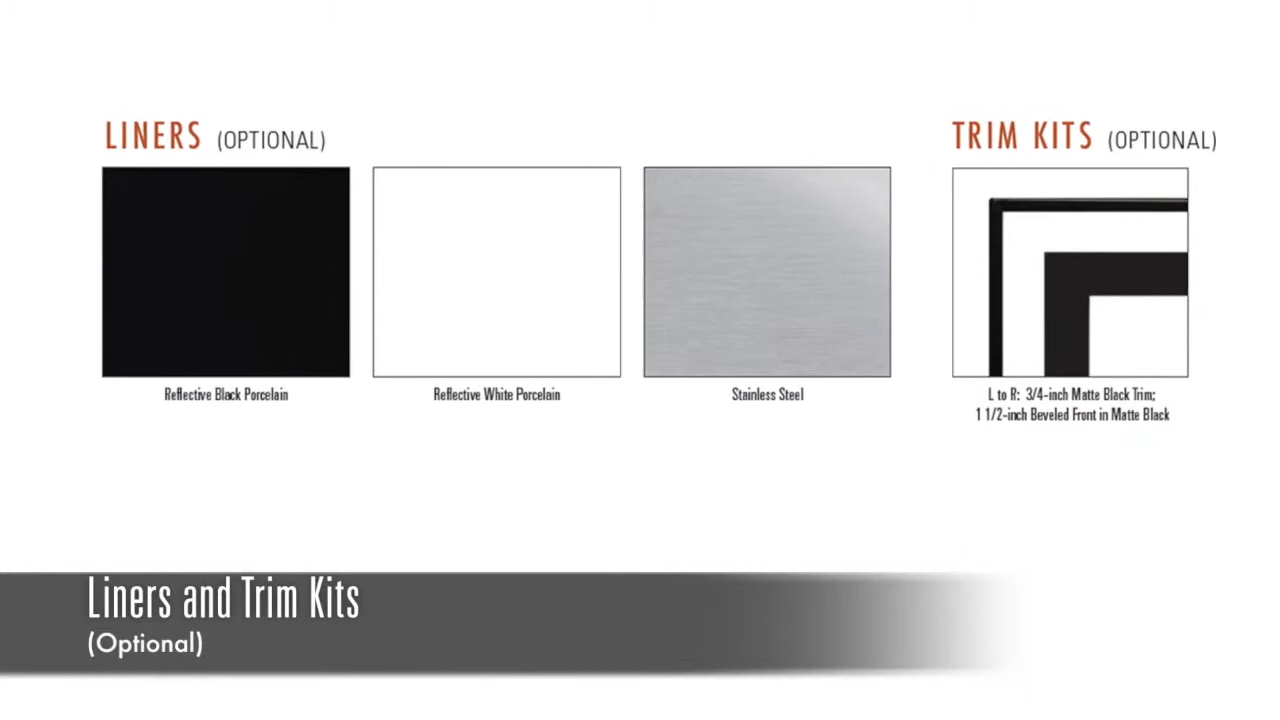 LINERS (OPTIONAL)
TRIM KITS (OPTIONAL)
Reflective Black Porcelain
Reflective White Porcelain
Stainless Steel
L to R: 3/4-inch Matte Black Trim;
1 1/2-inch Beveled Front in Matte Black
Liners and Trim Kits
(Optional)